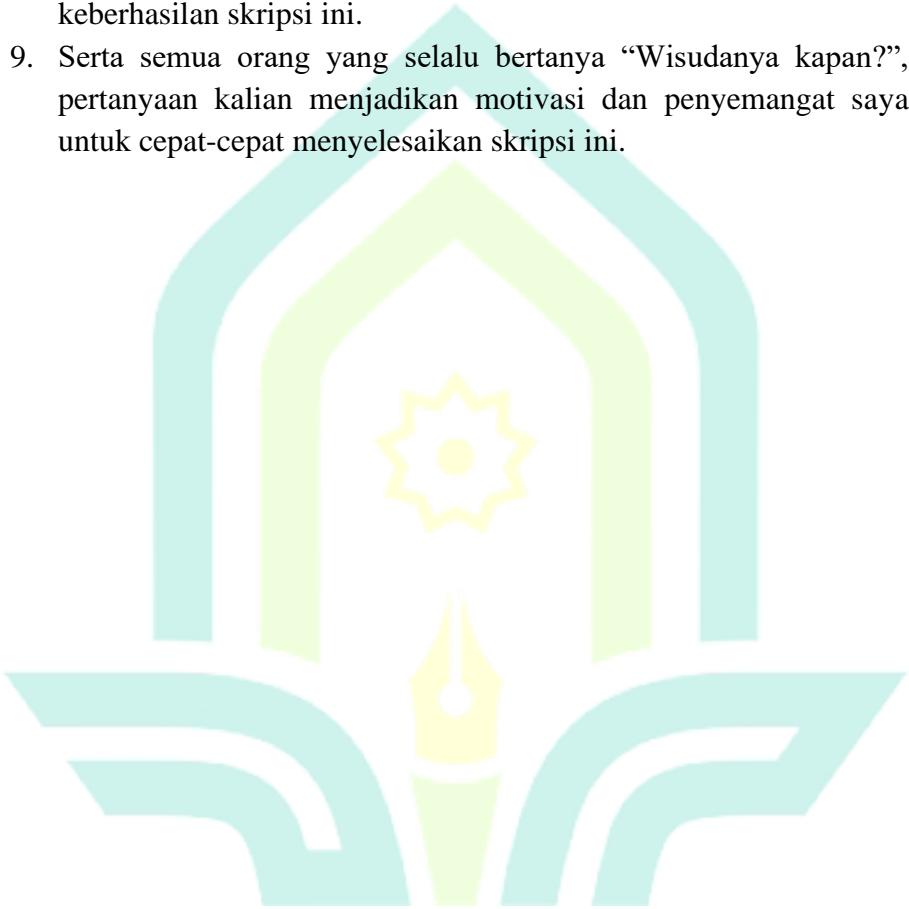 keberhasilan skripsi ini.
9. Serta semua orang yang selalu bertanya “Wisudanya kapan?”,
pertanyaan kalian menjadikan motivasi dan penyemangat saya
untuk cepat-cepat menyelesaikan skripsi ini.